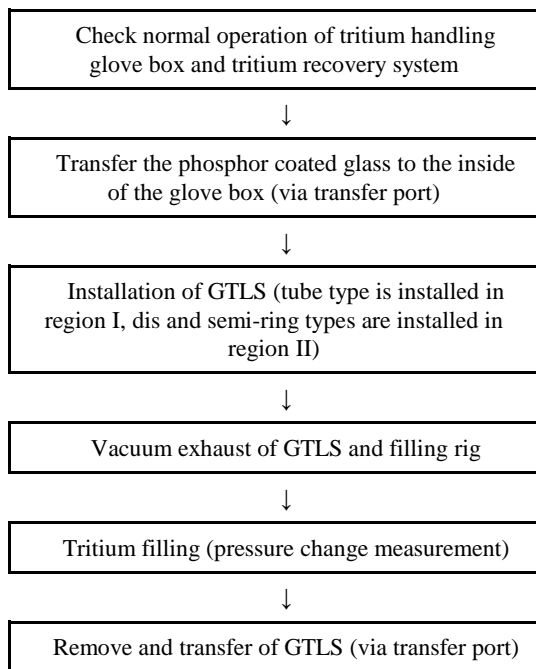 Check normal operation of tritium handling
glove box and tritium recovery system
↓
Transfer the phosphor coated glass to the inside
of the glove box (via transfer port)
↓
Installation of GTLS (tube type is installed in
region I, dis and semi-ring types are installed in
region II)
↓
Vacuum exhaust of GTLS and filling rig
↓
Tritium filling (pressure change measurement)
↓
Remove and transfer of GTLS (via transfer port)